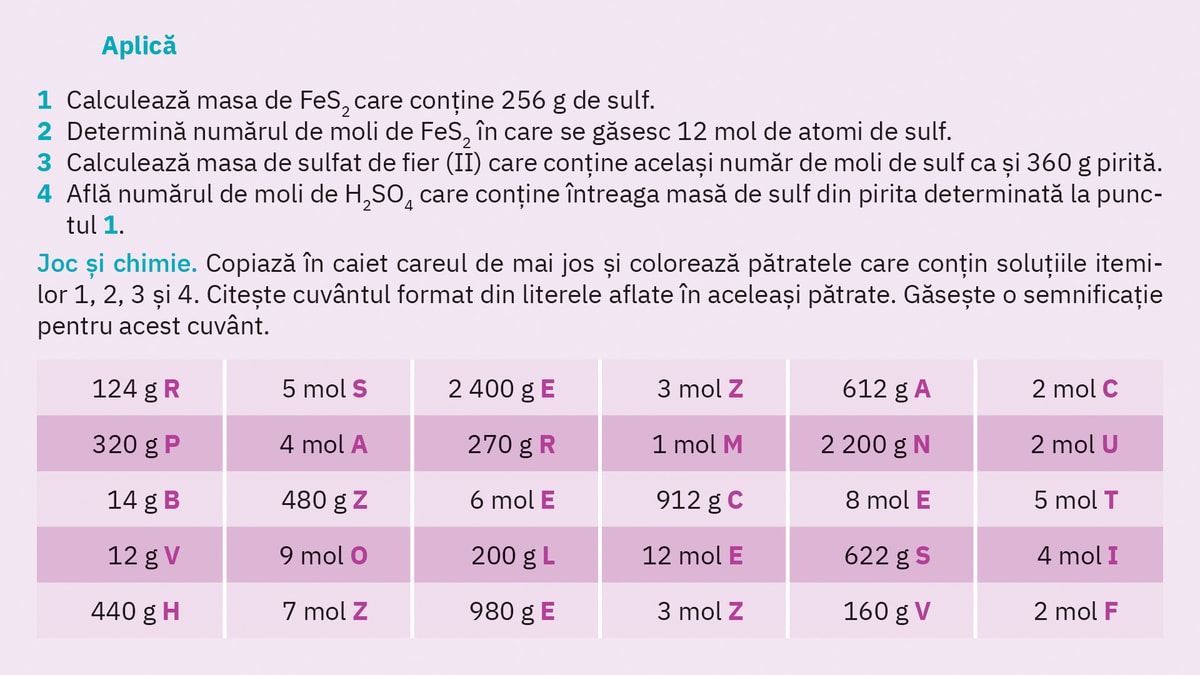 Aplică
1 Calculează masa de FeS₂ care conține 256 g de sulf.
2 Determină numărul de moli de FeS₂ în care se găsesc 12 mol de atomi de sulf.
3 Calculează masa de sulfat de fier (II) care conține același număr de moli de sulf ca și 360 g pirită.
4 Află numărul de moli de H₂SO₄ care conține întreaga masă de sulf din pirita determinată la punc-
tul 1.
Joc și chimie. Copiază în caiet careul de mai jos și colorează pătratele care conțin soluțiile itemi-
lor 1, 2, 3 și 4. Citește cuvântul format din literele aflate în aceleași pătrate. Găsește o semnificație
pentru acest cuvânt.
124 g R 5 mol S 2 400 g E 3 mol Z 612 g A 2 mol C
320 g P 4 mol A 270 g R 1 mol M 2 200 g N 2 mol U
14 g B 480 g Z 6 mol E 912 g C 8 mol E 5 mol T
12 g V 9 mol O 200 g L 12 mol E 622 g S 4 mol I
440 g H 7 mol Z 980 g E 3 mol Z 160 g V 2 mol F